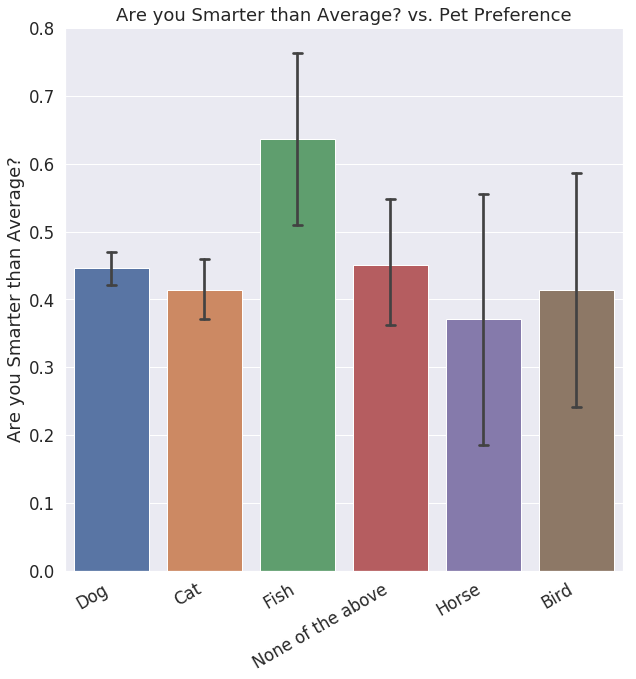 Are you Smarter than Average? vs. Pet Preference
Are you Smarter than Average?
0.8
0.7
0.6
0.5
0.4
0.3
0.2
0.1
0.0
Dog
Cat
Fish
None of the above
Horse
Bird